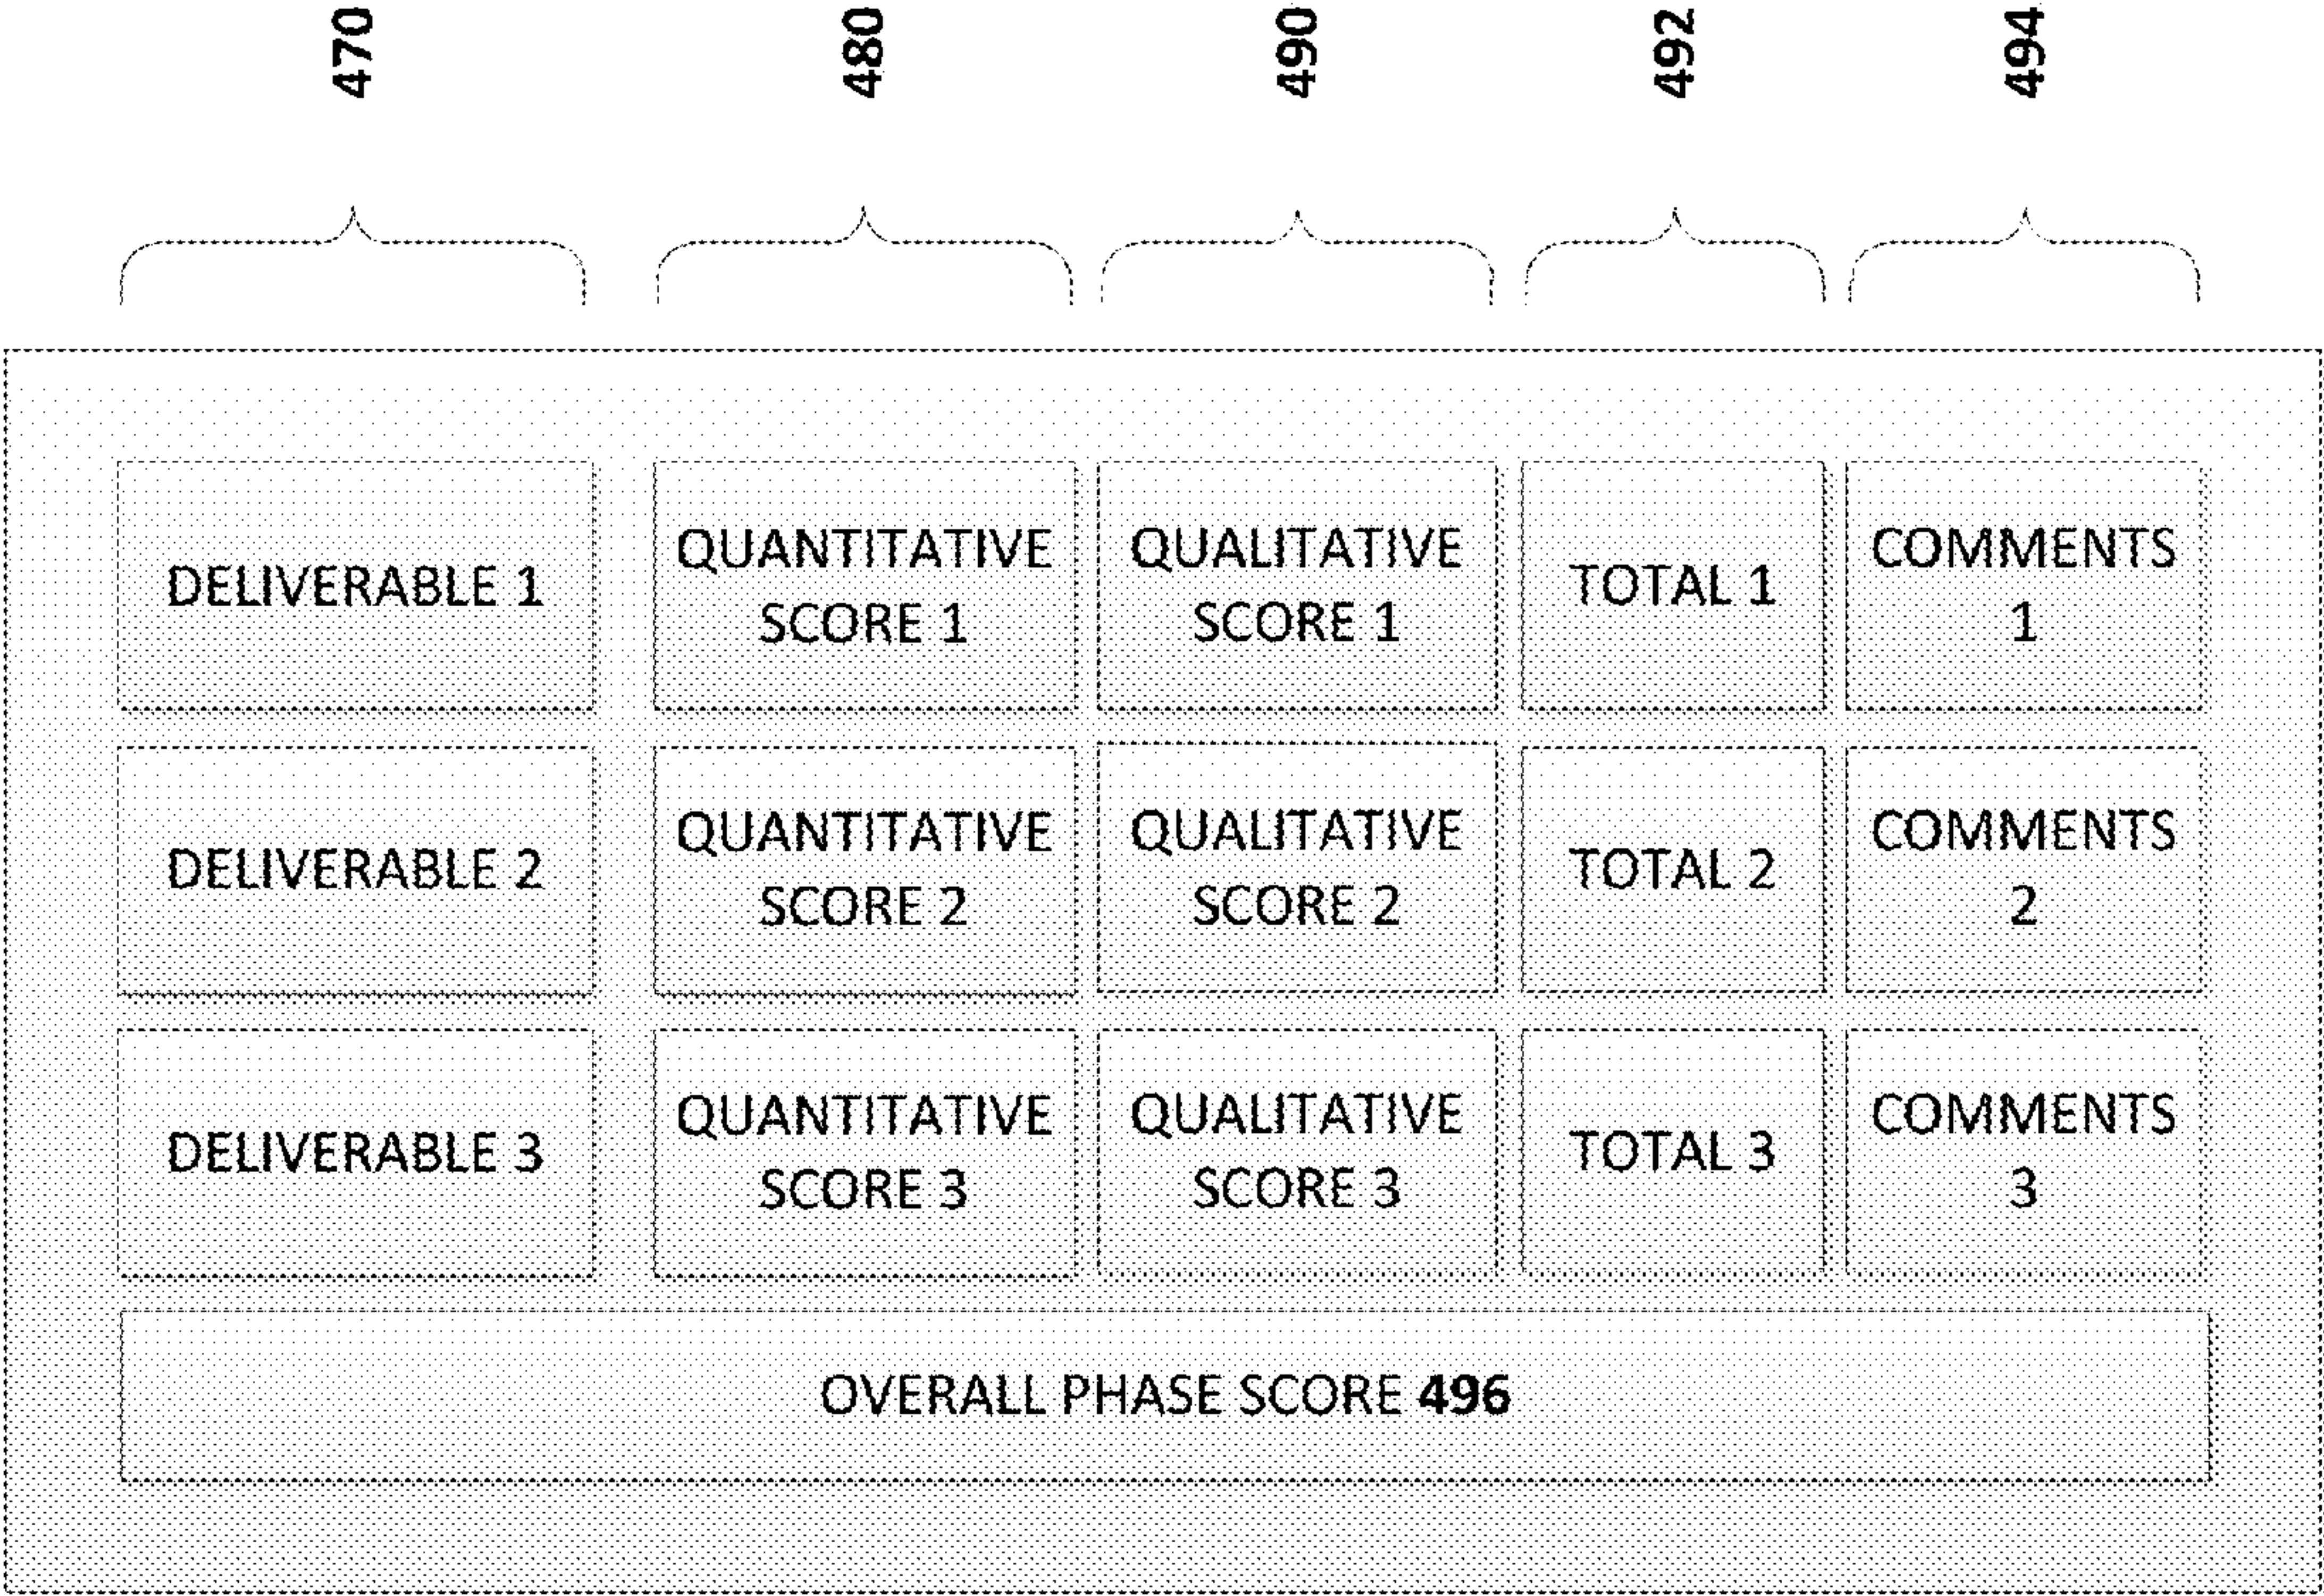 470 480 490 492 494
DELIVERABLE 1
QUANTITATIVE
SCORE 1
QUALITATIVE
SCORE 1
TOTAL 1
COMMENTS
1
DELIVERABLE 2
QUANTITATIVE
SCORE 2
QUALITATIVE
SCORE 2
TOTAL 2
COMMENTS
2
DELIVERABLE 3
QUANTITATIVE
SCORE 3
QUALITATIVE
SCORE 3
TOTAL 3
COMMENTS
3
OVERALL PHASE SCORE 496